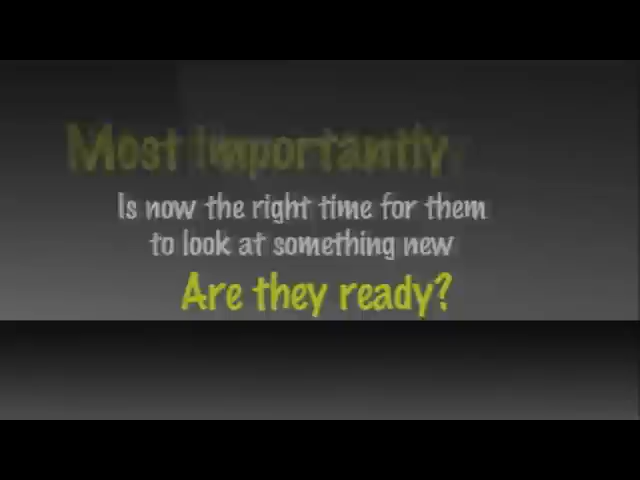 Most Importantly
Is now the right time for them
to look at something new
Are they ready?